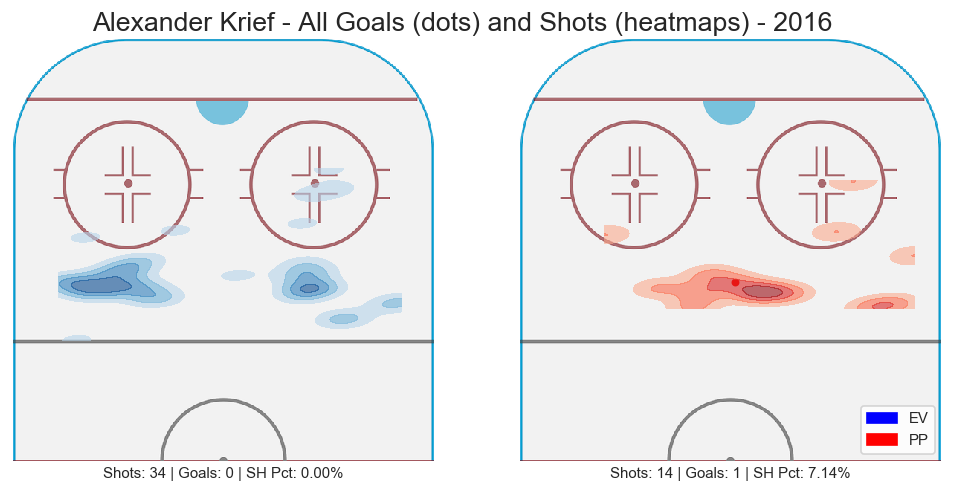 Alexander Krief - All Goals (dots) and Shots (heatmaps) - 2016
EV
PP
Shots: 34 | Goals: 0 | SH Pct: 0.00%
Shots: 14 | Goals: 1 | SH Pct: 7.14%